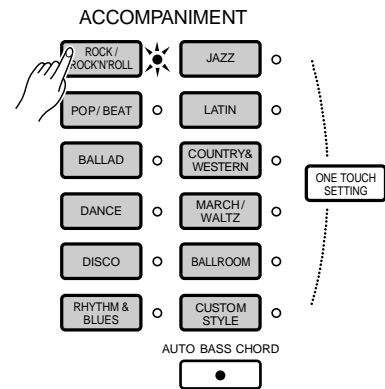 ACCOMPANIMENT
ROCK /
ROCK'N'ROLL
JAZZ
POP / BEAT
LATIN
BALLAD
COUNTRY&
WESTERN
ONE TOUCH
SETTING
DANCE
MARCH /
WALTZ
DISCO
BALLROOM
RHYTHM &
BLUES
CUSTOM
STYLE
AUTO BASS CHORD